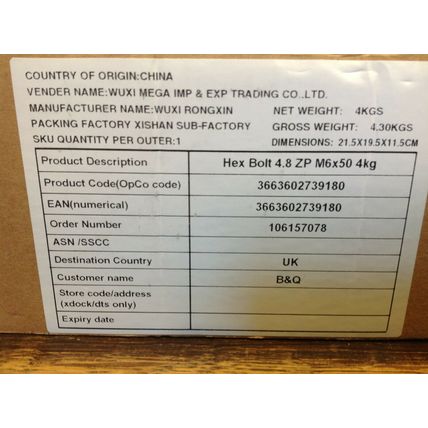 COUNTRY OF ORIGIN:CHINA
VENDER NAME:WUXI MEGA IMP & EXP TRADING CO.,LTD.
MANUFACTURER NAME:WUXI RONGXIN NET WEIGHT: 4KGS
PACKING FACTORY XISHAN SUB-FACTORY GROSS WEIGHT: 4.30KGS
SKU QUANTITY PER OUTER:1 DIMENSIONS: 21.5X19.5X11.5CM
Product Description Hex Bolt 4.8 ZP M6x50 4kg
Product Code(OpCo code) 3663602739180
EAN(numerical) 3663602739180
Order Number 106157078
ASN /SSCC
Destination Country UK
Customer name B&Q
Store code/address
(xdock/dts only)
Expiry date